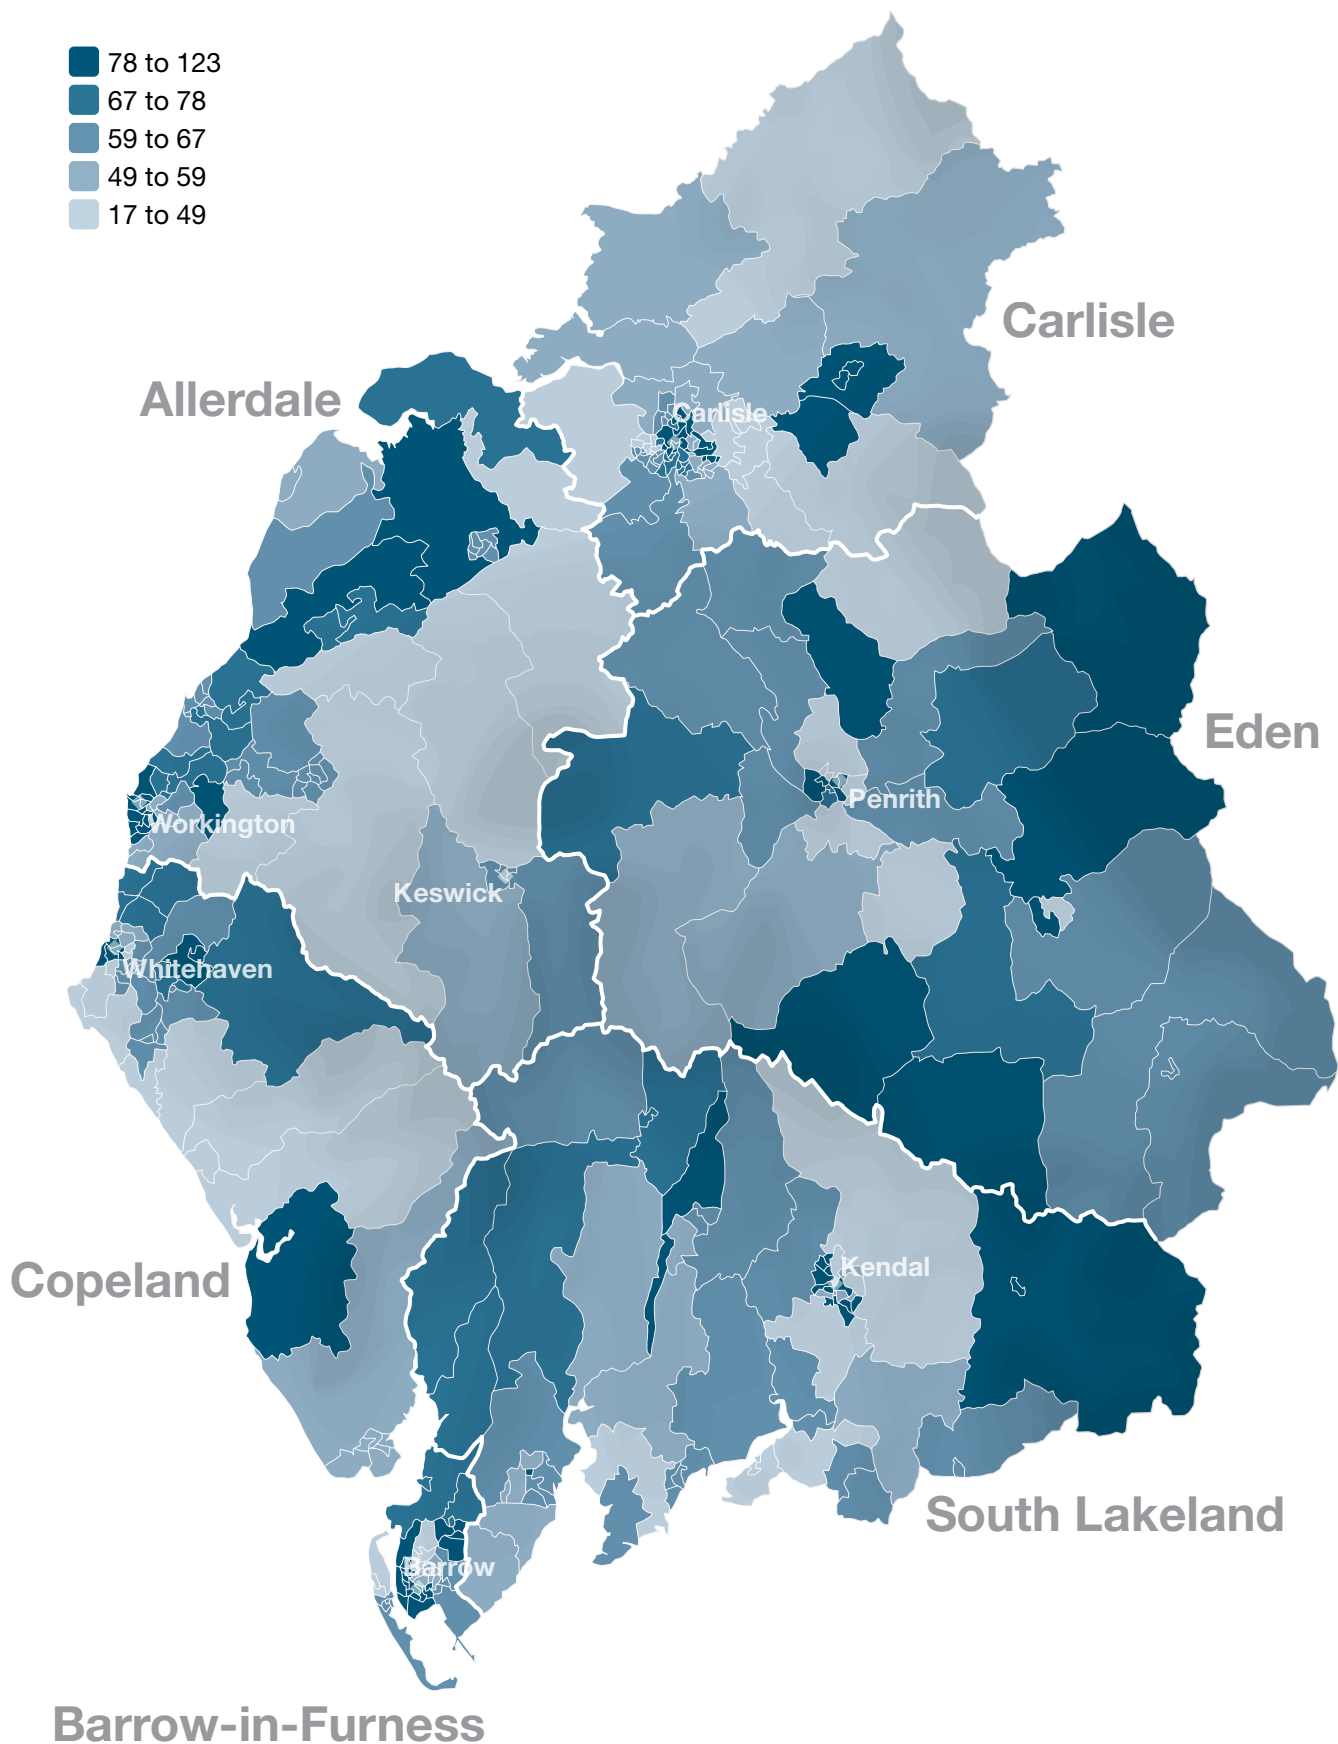 78 to 123
67 to 78
59 to 67
49 to 59
17 to 49
Carlisle
Allerdale
Carlisle
Eden
Penrith
Workington
Keswick
Whitehaven
Kendal
Copeland
South Lakeland
Barrow
Barrow-in-Furness